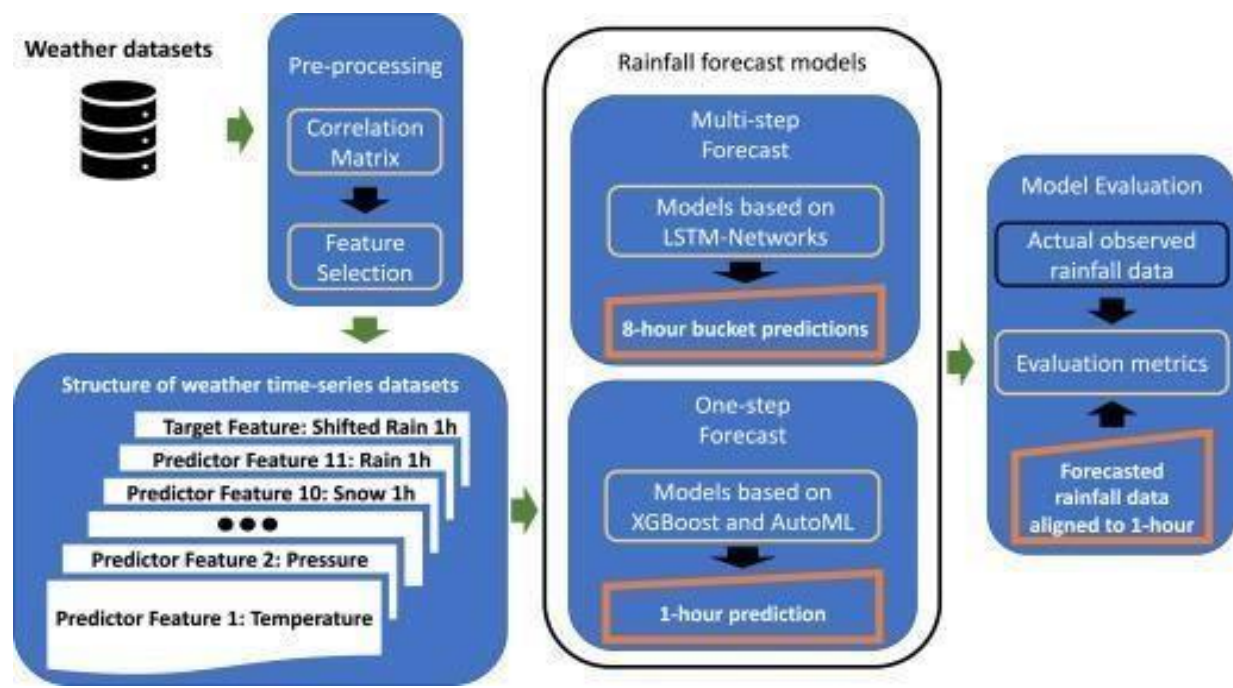 Weather datasets
Pre-processing
Correlation
Matrix
Feature
Selection
Structure of weather time-series datasets
Target Feature: Shifted Rain 1h
Predictor Feature 11: Rain 1h
Predictor Feature 10: Snow 1h
●●●
Predictor Feature 2: Pressure
Predictor Feature 1: Temperature
Rainfall forecast models
Multi-step
Forecast
Models based on
LSTM-Networks
8-hour bucket predictions
One-step
Forecast
Models based on
XGBoost and AutoML
1-hour prediction
Model Evaluation
Actual observed
rainfall data
Evaluation metrics
Forecasted
rainfall data
aligned to 1-hour